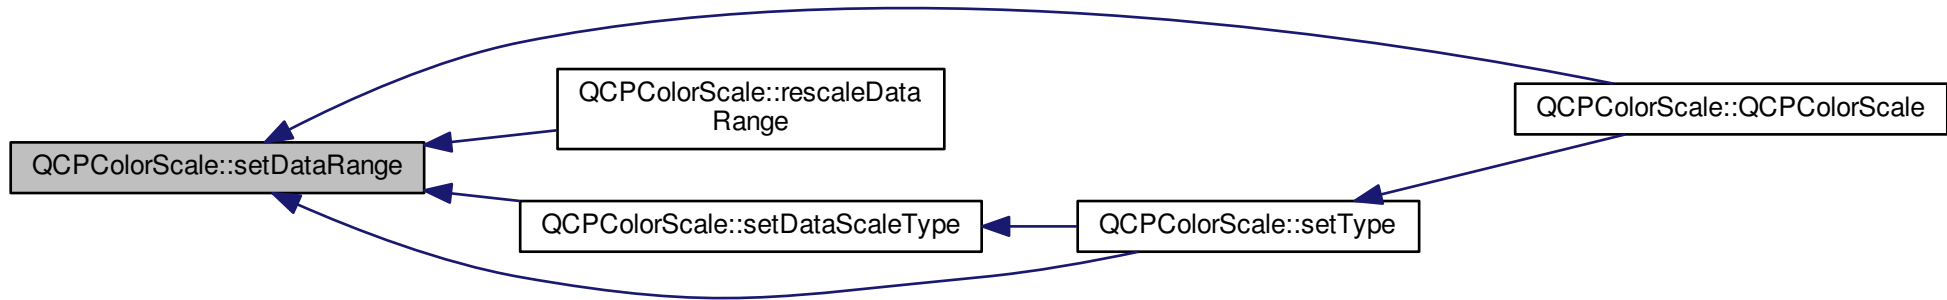 QCPColorScale::rescaleData
Range
QCPColorScale::QCPColorScale
QCPColorScale::setDataRange
QCPColorScale::setDataScaleType
QCPColorScale::setType